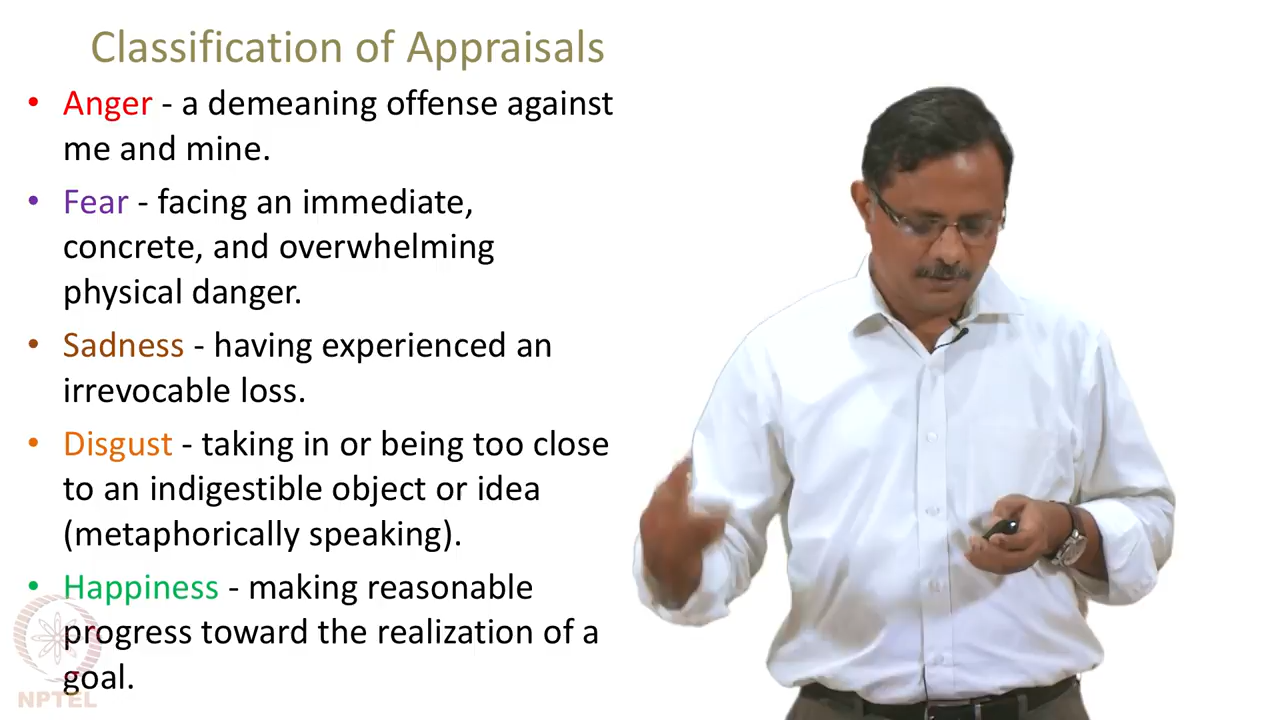 Classification of Appraisals
• Anger - a demeaning offense against
me and mine.
• Fear - facing an immediate,
concrete, and overwhelming
physical danger.
• Sadness - having experienced an
irrevocable loss.
• Disgust - taking in or being too close
to an indigestible object or idea
(metaphorically speaking).
• Happiness - making reasonable
progress toward the realization of a
goal.
NPTEL